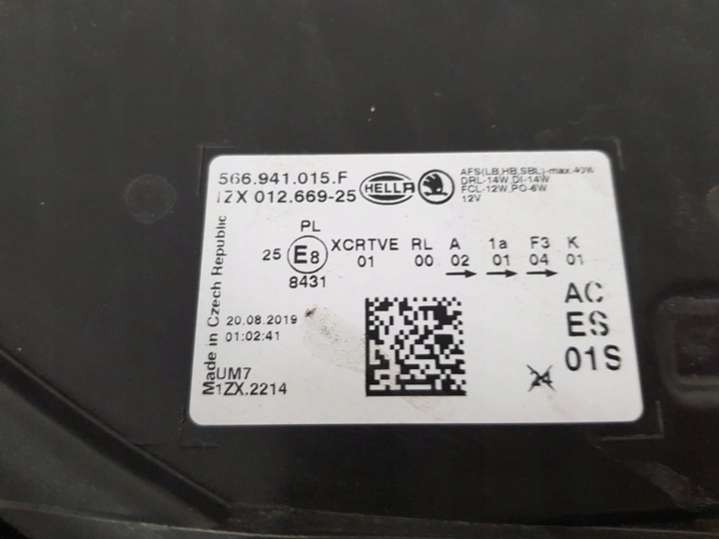 566.941.015.F
1ZX 012.669-25
HELLA
AFS(LB,HB,SBL)-max.40W
DRL-14W,DI-14W
FCL-12W,PO-6W
12V
PL
25 E8 XCRTVE RL A 1a F3 K
01 00 02 01 04 01
8431
Made in Czech Republic
20.08.2019
01:02:41
UM7
1ZX.2214
AC
ES
01S
24